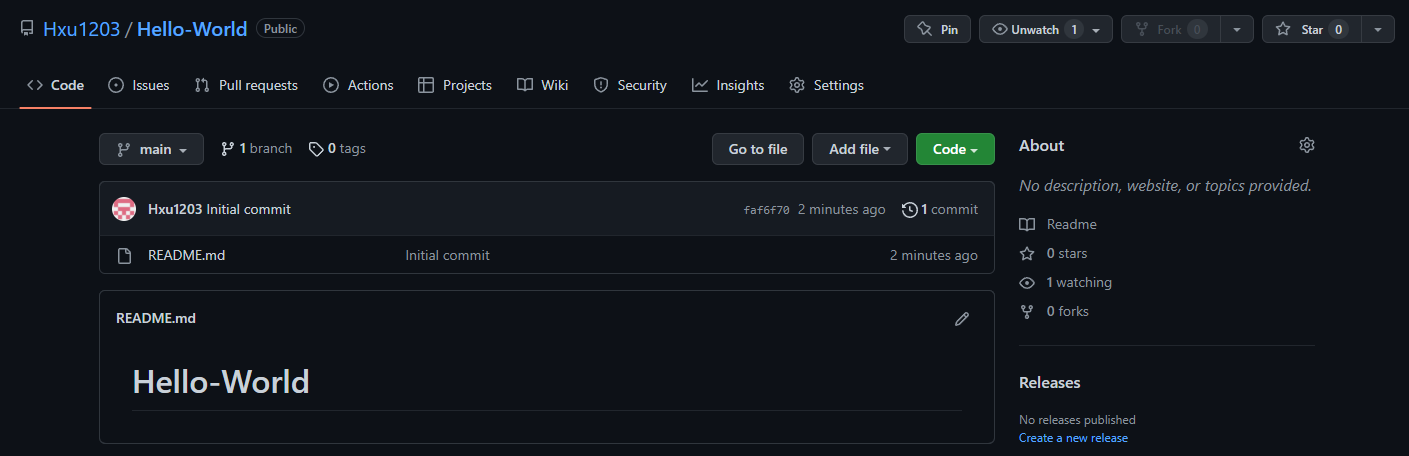 Hxu1203 / Hello-World Public Pin Unwatch 1 Fork 0 Star 0
Code Issues Pull requests Actions Projects Wiki Security Insights Settings
main 1 branch 0 tags Go to file Add file Code
Hxu1203 Initial commit faf6f70 2 minutes ago 1 commit
README.md Initial commit 2 minutes ago
README.md
Hello-World
About
No description, website, or topics provided.
Readme
0 stars
1 watching
0 forks
Releases
No releases published
Create a new release